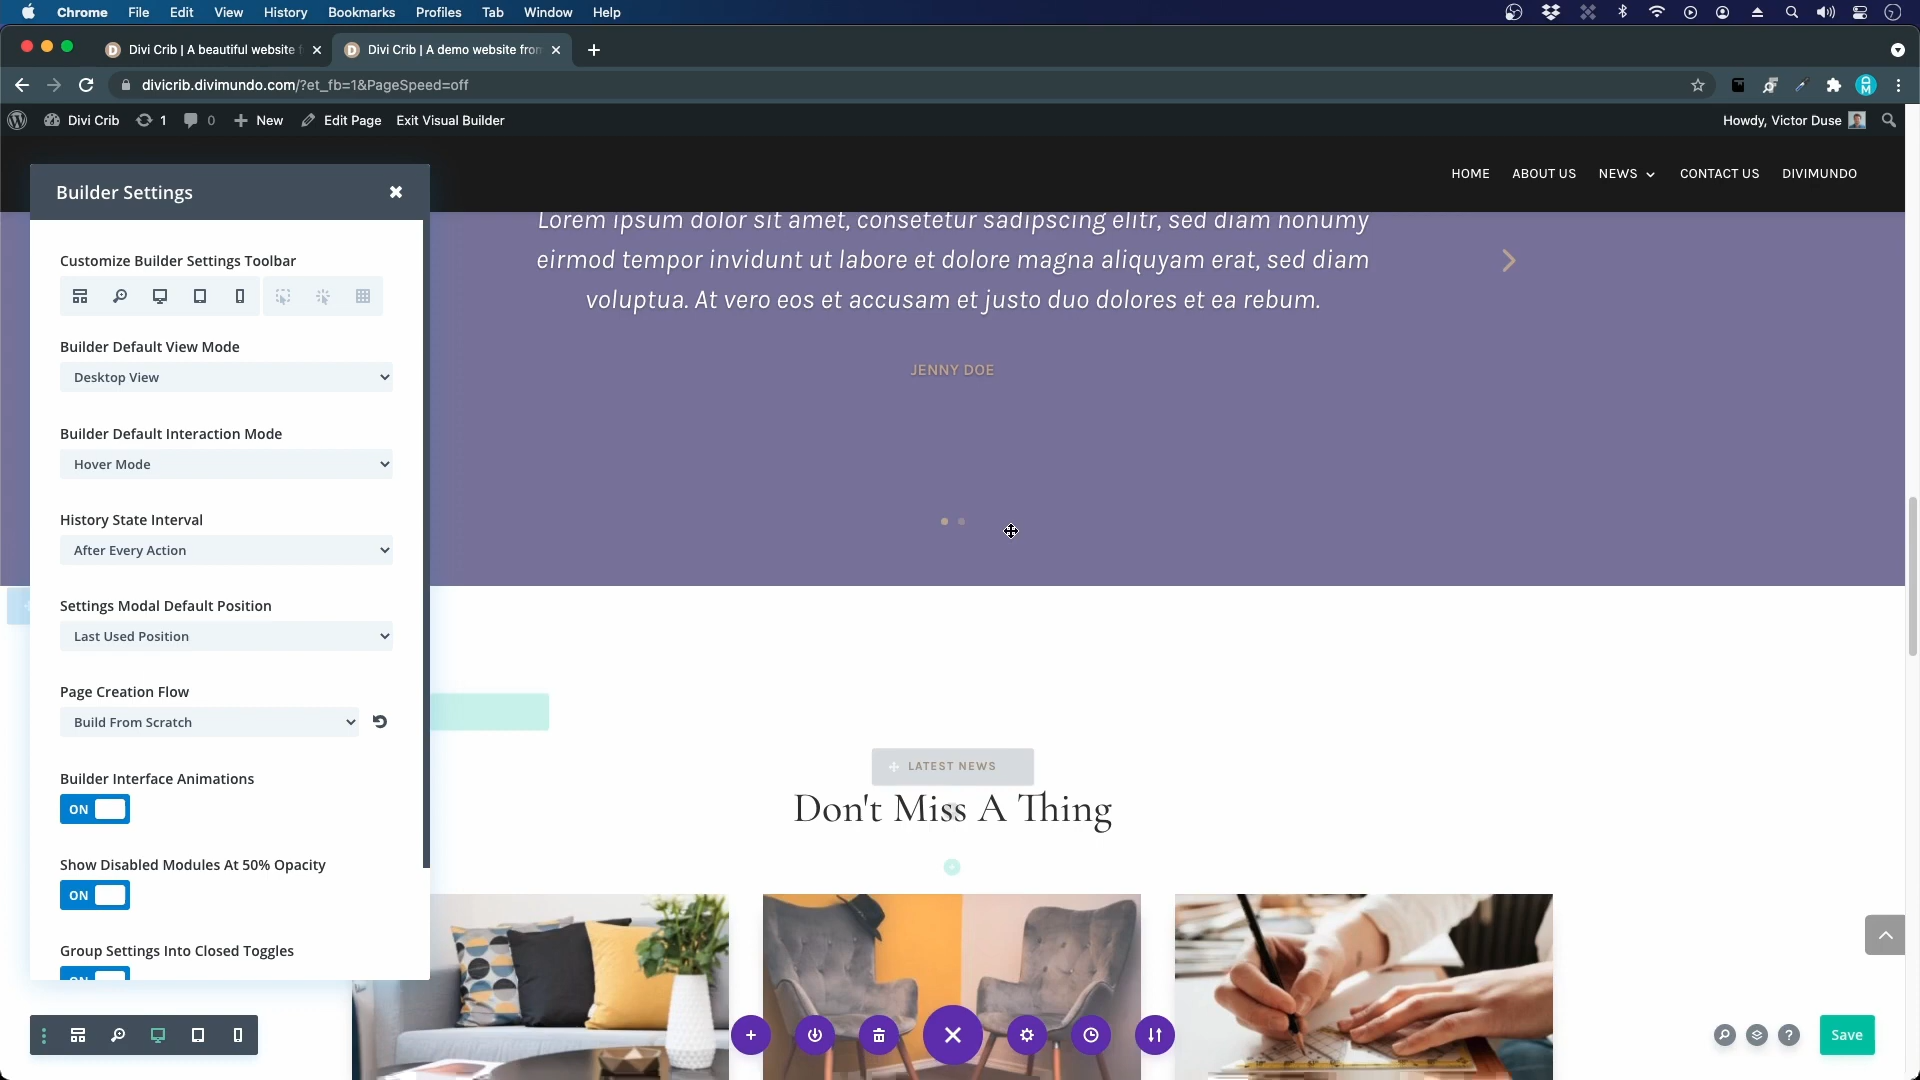 Chrome File Edit View History Bookmarks Profiles Tab Window Help
Divi Crib | A beautiful website
Divi Crib | A demo website from
divicrib.divimundo.com/?et_fb=1&PageSpeed=off
Divi Crib 1 0 New Edit Page Exit Visual Builder
Howdy, Victor Duse
HOME ABOUT US NEWS CONTACT US DIVIMUNDO
Builder Settings
Customize Builder Settings Toolbar
Builder Default View Mode
Desktop View
Builder Default Interaction Mode
Hover Mode
History State Interval
After Every Action
Settings Modal Default Position
Last Used Position
Page Creation Flow
Build From Scratch
Builder Interface Animations
ON
Show Disabled Modules At 50% Opacity
ON
Group Settings Into Closed Toggles
ON
Lorem ipsum dolor sit amet, consetetur sadipscing elitr, sed diam nonumy
eirmod tempor invidunt ut labore et dolore magna aliquyam erat, sed diam
voluptua. At vero eos et accusam et justo duo dolores et ea rebum.
JENNY DOE
LATEST NEWS
Don't Miss A Thing
Save